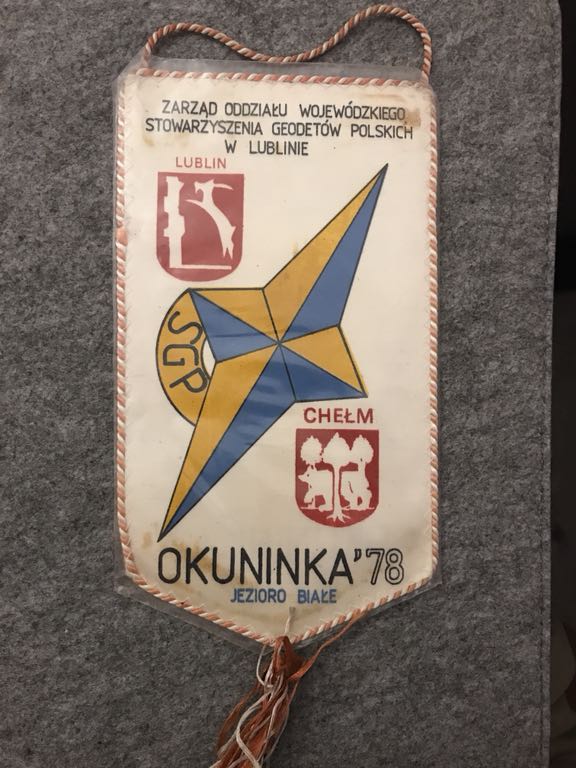 ZARZĄD ODDZIAŁU WOJEWÓDZKIEGO
STOWARZYSZENIA GEODETÓW POLSKICH
W LUBLINIE
LUBLIN
SGP
CHEŁM
OKUNINKA'78
JEZIORO BIAŁE